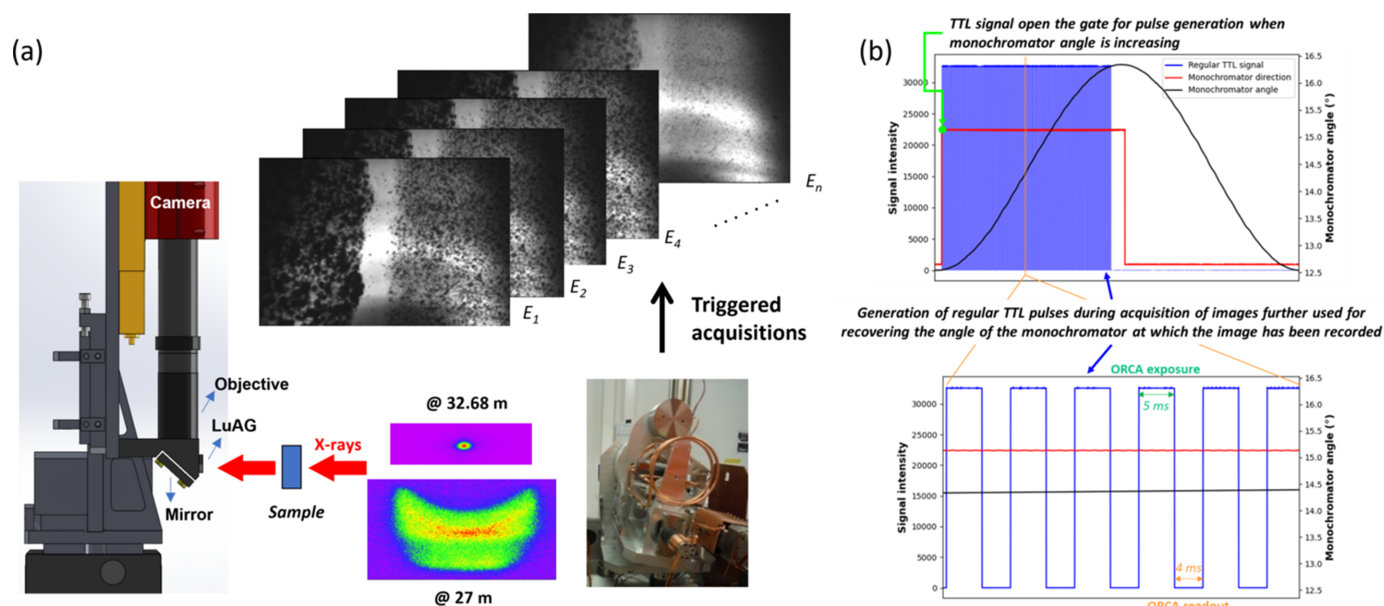 (a)
Camera
Objective
LuAG
Mirror
X-rays
Sample
@ 32.68 m
@ 27 m
E1
E2
E3
E4
En
Triggered
acquisitions
(b)
TTL signal open the gate for pulse generation when
monochromator angle is increasing
Regular TTL signal
Monochromator direction
Monochromator angle
Signal intensity
30000
25000
20000
15000
10000
5000
0
Monochromator angle (°)
16.5
16.0
15.5
15.0
14.5
14.0
13.5
13.0
12.5
Generation of regular TTL pulses during acquisition of images further used for
recovering the angle of the monochromator at which the image has been recorded
ORCA exposure
5 ms
4 ms
Signal intensity
30000
25000
20000
15000
10000
5000
0
Monochromator angle (°)
16.5
16.0
15.5
15.0
14.5
14.0
13.5
13.0
12.5
ORCA readout